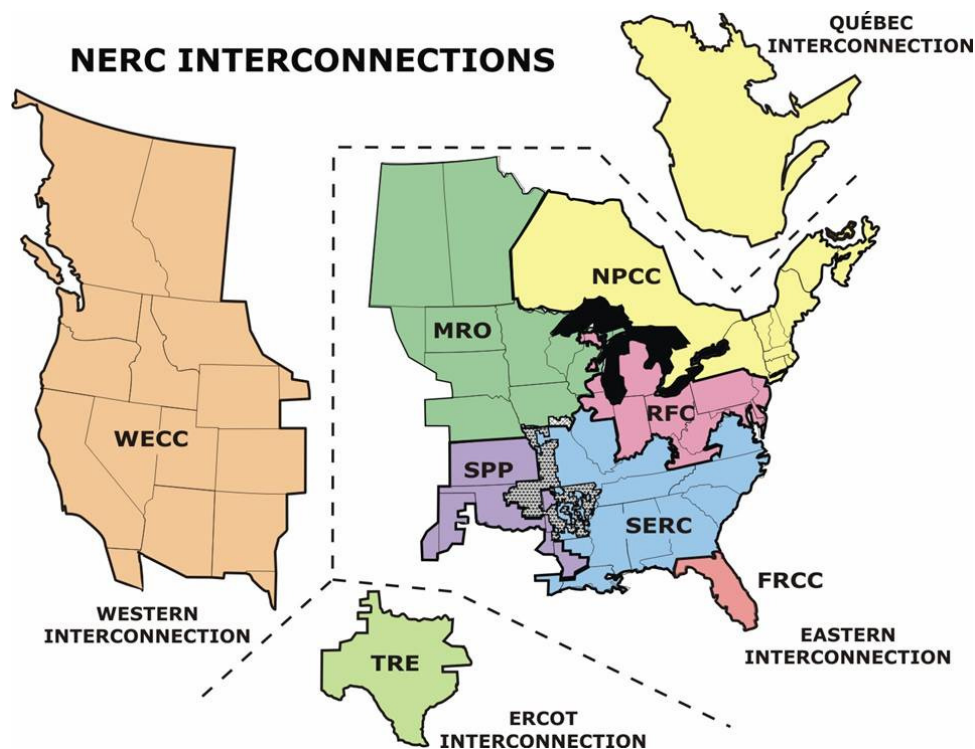 QUÉBEC
INTERCONNECTION
NERC INTERCONNECTIONS
NPCC
MRO
RFC
WECC
SPP
SERC
FRCC
WESTERN
INTERCONNECTION
EASTERN
INTERCONNECTION
TRE
ERCOT
INTERCONNECTION